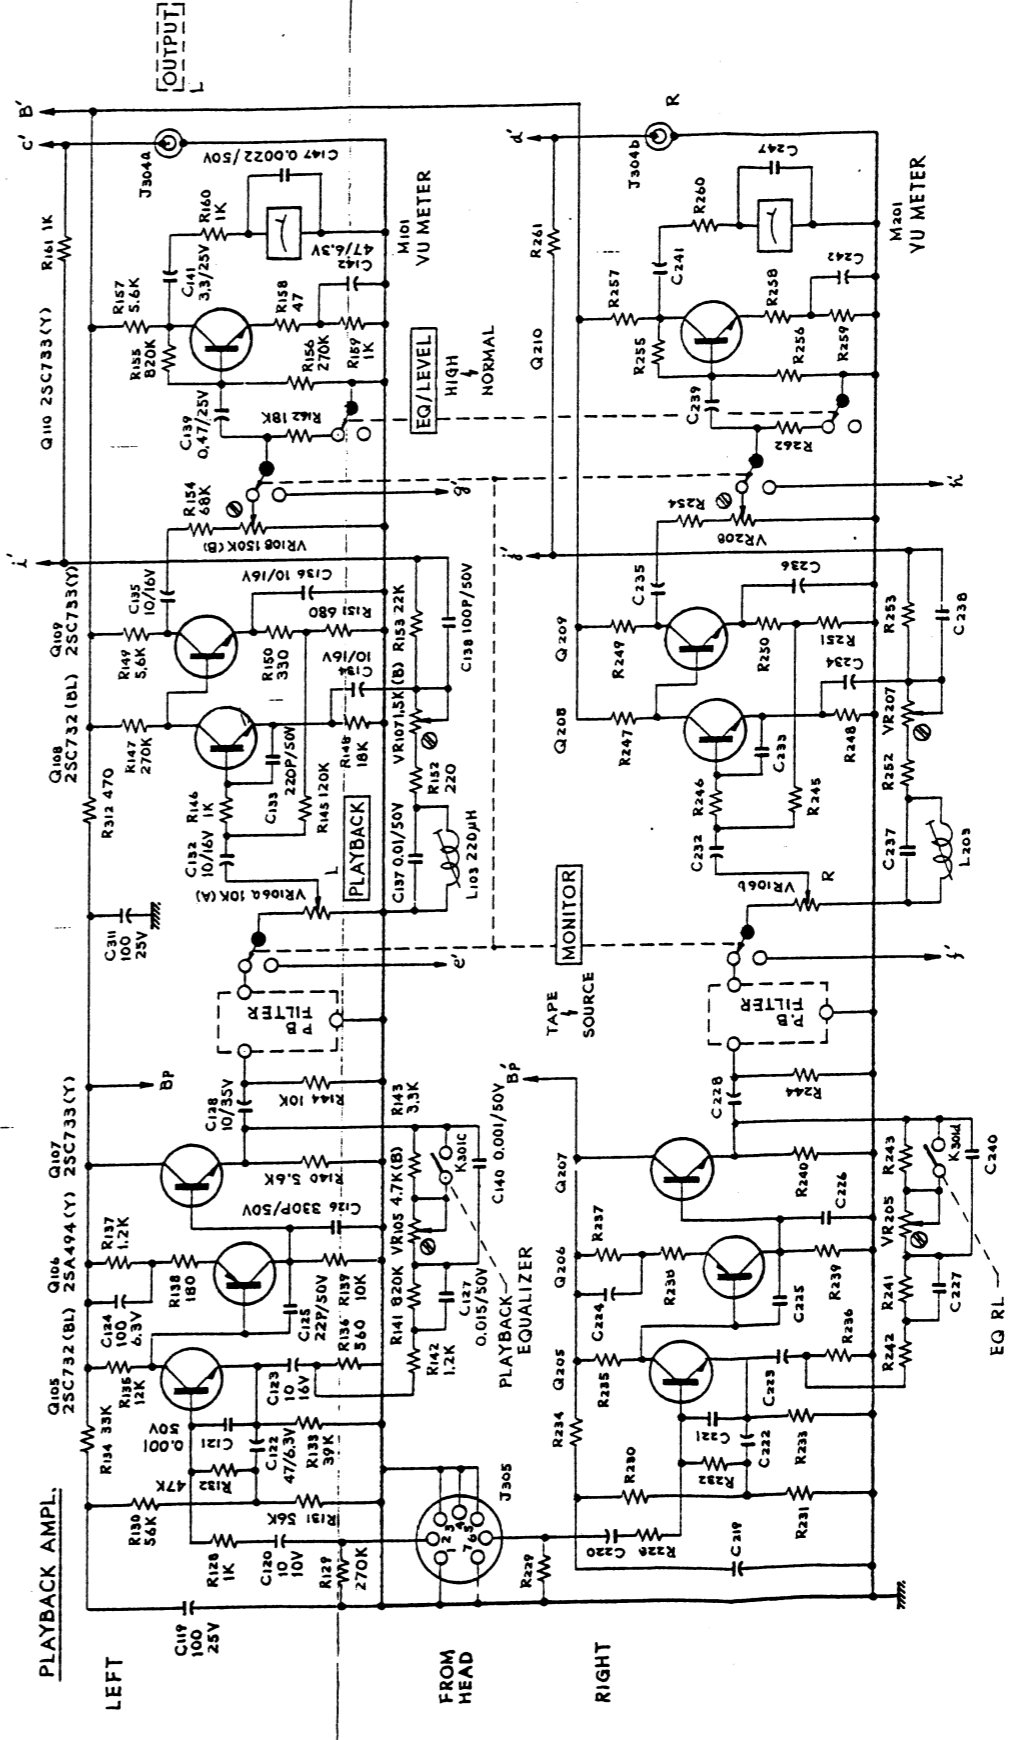 PLAYBACK AMPL.
LEFT
C119
100
25V
R130
56K
R128
1K
C120
10
10V
R129
270K
R134 33K
47K
R132
R131 56K
0.001
50V
C121
C122
47/6.3V
R133
39K
Q105
2SC732(BL)
R135
12K
C123
10
16V
R136
560
C124
100
6.3V
Q106
2SA494(Y)
R137
1.2K
R138
180
C125
22P/50V
R139
10K
C126 330P/50V
Q107
2SC733(Y)
R140 5.6K
R142
1.2K
R141 820K
C127
0.015/50V
VR105 4.7K(B)
R143
3.3K
K301C
C140 0.001/50V
PLAYBACK
EQUALIZER
BP
C128
10/35V
R144 10K
P.B
FILTER
e'
C311
100
25V
R312 470
VR106a 10K(A)
L
PLAYBACK
C132
10/16V
R146
1K
C133
220P/50V
R145 120K
Q108
2SC732(BL)
R147
270K
R148
18K
C134
10/16V
Q109
2SC733(Y)
R149
5.6K
R150
330
R151 680
C135
10/16V
C136 10/16V
C137 0.01/50V
L103 220μH
R152
220
VR107 1.5K(B)
R153 22K
C138 100P/50V
i'
R154
68K
VR108 150K(B)
g'
C139
0.47/25V
R162 18K
Q110 2SC733(Y)
R155
820K
R157
5.6K
R156
270K
R158
47
R159
1K
C141
3.3/25V
R160
1K
C142
47/6.3V
C147 0.0022/50V
M101
VU METER
R161 1K
J304a
C'
B'
OUTPUT
L
EQ/LEVEL
HIGH
NORMAL
MONITOR
TAPE
SOURCE
FROM
HEAD
1
2
3
4
5
6
7
J305
RIGHT
R229
C219
C220
R228
R230
R231
R232
C221
C222
R233
R234
Q205
R235
C223
R236
C224
Q206
R237
R238
C225
R239
C226
Q207
R240
R242
R241
C227
VR205
R243
K301d
C240
EQ RL
BP'
C228
R244
P.B
FILTER
f'
VR106b
R
C232
R246
C233
R245
Q208
R247
R248
C234
Q209
R249
R250
R251
C235
C236
C237
L203
R252
VR207
R253
C238
j'
R254
VR208
h'
C239
R262
Q210
R255
R257
R256
R258
R259
C241
R260
C242
C247
M201
VU METER
R261
J304b
d'
R